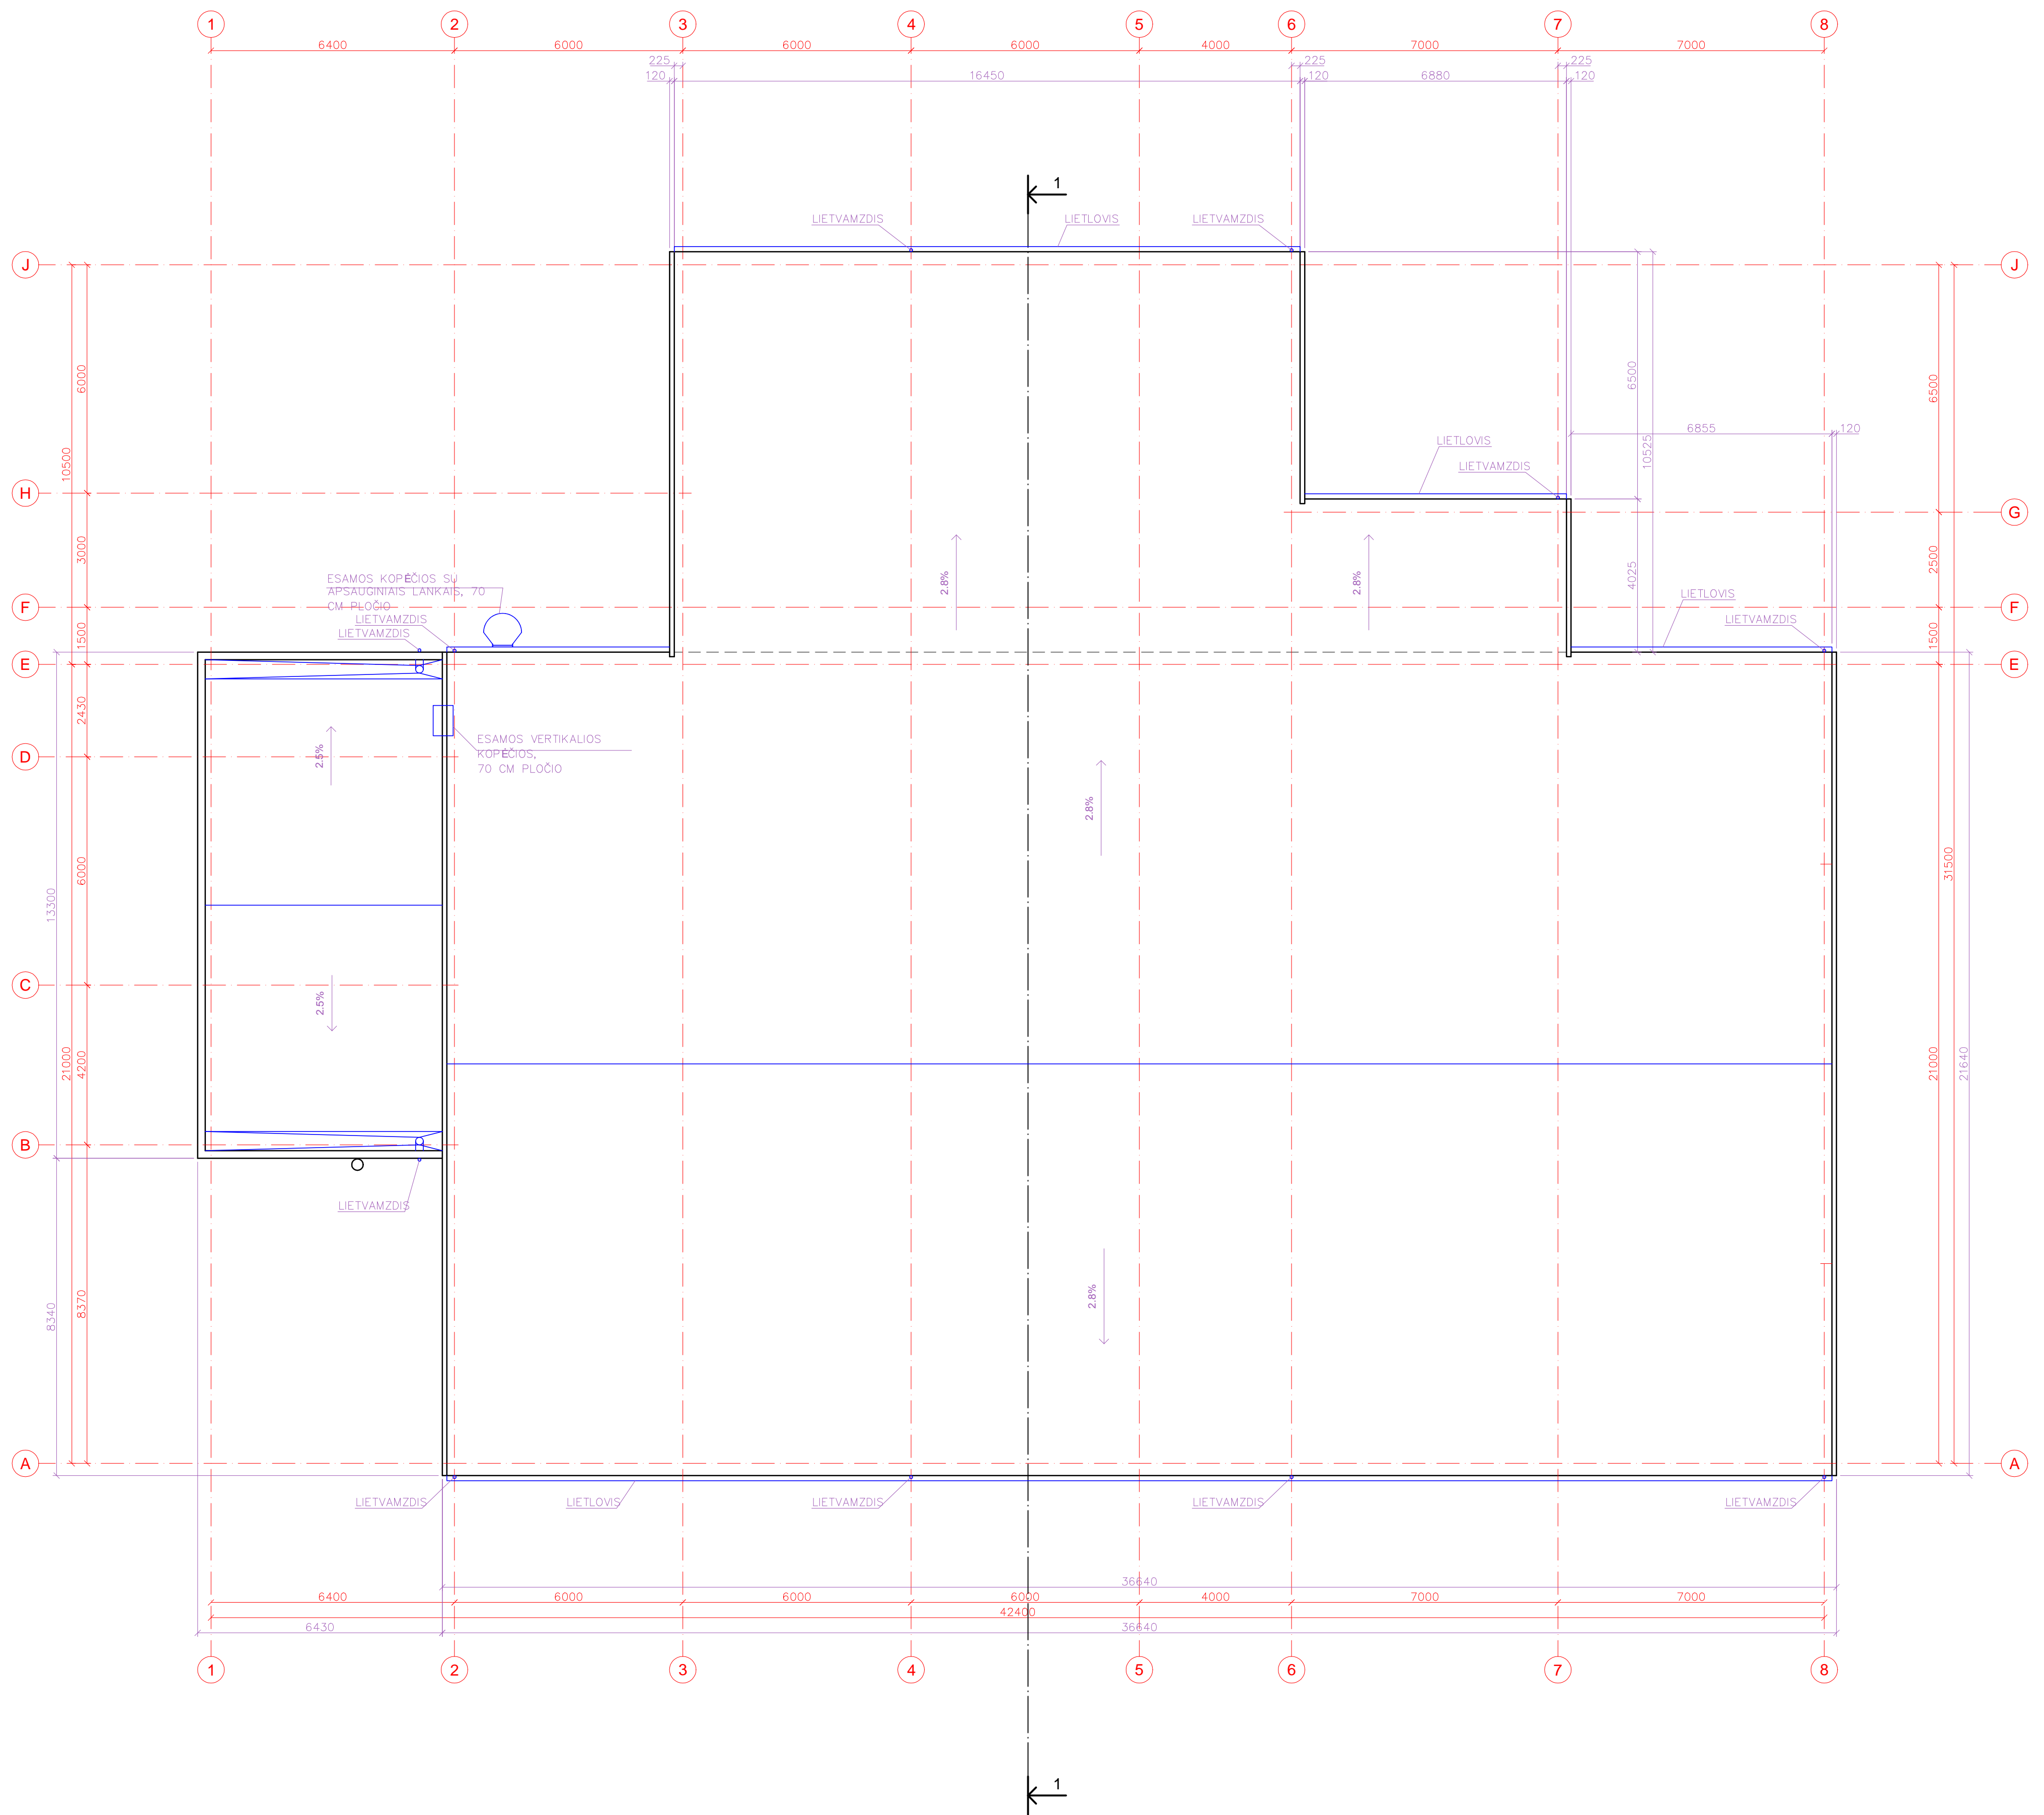 1 2 3 4 5 6 7 8
6400 6000 6000 6000 4000 7000 7000
225 225 225
120 16450 120 6880 120
1
LIETVAMZDIS LIETLOVIS LIETVAMZDIS
J J
6000 6500 6500
10500 10525
6855 120
LIETLOVIS
LIETVAMZDIS
H G
3000 2.8% 2.8% 4025 2500
ESAMOS KOPĖČIOS SU
APSAUGINIAIS LANKAIS, 70
CM PLOČIO
F F
LIETVAMZDIS
LIETVAMZDIS
LIETLOVIS
LIETVAMZDIS
1500 1500
E E
2430
ESAMOS VERTIKALIOS
KOPĖČIOS,
70 CM PLOČIO
2.5%
D
2.8%
6000
13300
31500
C
2.5%
21000 4200 21000 21640
B
LIETVAMZDIS
8340 8370 2.8%
A A
LIETVAMZDIS LIETLOVIS LIETVAMZDIS LIETVAMZDIS LIETVAMZDIS
36640
6400 6000 6000 6000 4000 7000 7000
42400
6430 36640
1 2 3 4 5 6 7 8
1